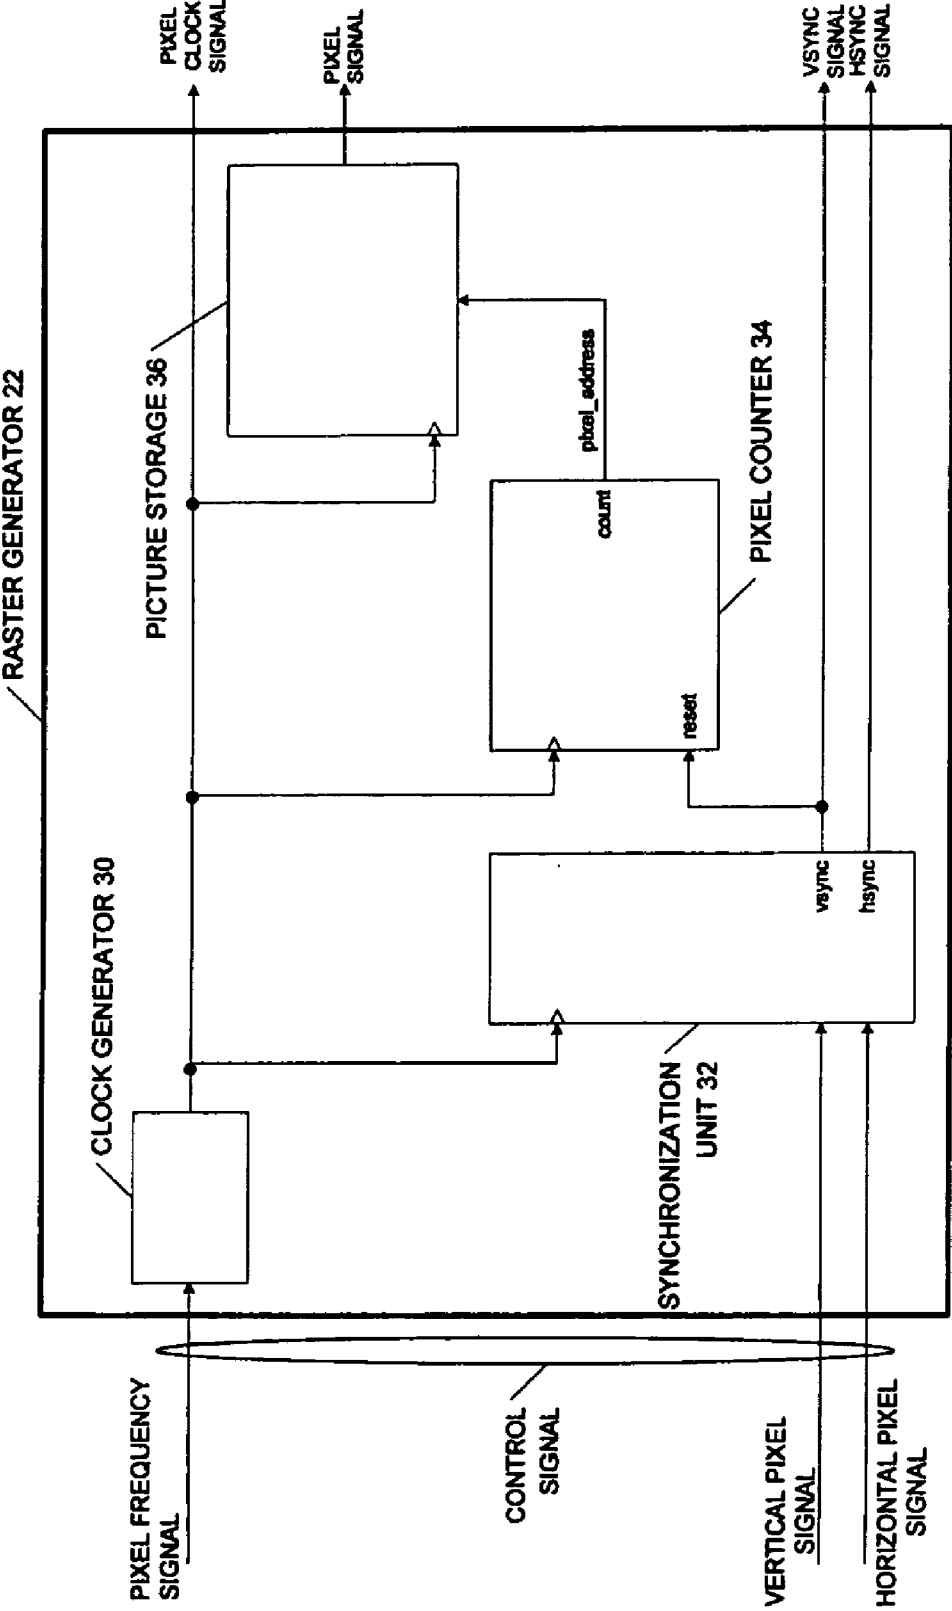 RASTER GENERATOR 22
PIXEL FREQUENCY
SIGNAL
CLOCK GENERATOR 30
PICTURE STORAGE 36
PIXEL
CLOCK
SIGNAL
PIXEL
SIGNAL
CONTROL
SIGNAL
SYNCHRONIZATION
UNIT 32
reset
count
pixel_address
PIXEL COUNTER 34
VERTICAL PIXEL
SIGNAL
HORIZONTAL PIXEL
SIGNAL
vsync
hsync
VSYNC
SIGNAL
HSYNC
SIGNAL